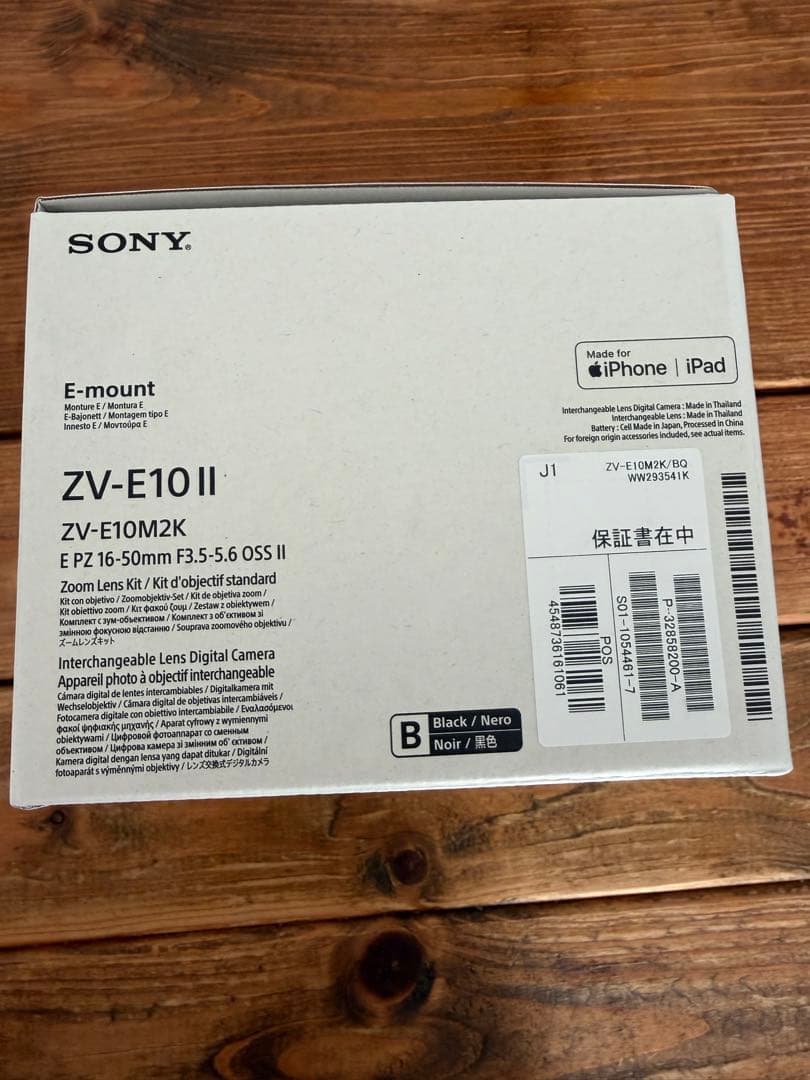 SONY®
Made for
iPhone | iPad
E-mount
Monture E / Montura E
E-Bajonett / Montagem tipo E
Innesto E / Μοντούρα E
Interchangeable Lens Digital Camera : Made in Thailand
Interchangeable Lens : Made in Thailand
Battery : Cell Made in Japan, Processed in China
For foreign origin accessories included, see actual items.
ZV-E10 II
ZV-E10M2K
E PZ 16-50mm F3.5-5.6 OSS II
Zoom Lens Kit / Kit d'objectif standard
Kit con objetivo / Zoomobjektiv-Set / Kit de objetiva zoom /
Kit obiettivo zoom / Κιτ φακού ζουμ / Zestaw z obiektywem /
Комплект с зум-объективом / Комплект з об'єктивом зі
змінною фокусною відстанню / Souprava zoomového objektivu /
ズームレンズキット
Interchangeable Lens Digital Camera
Appareil photo à objectif interchangeable
Cámara digital de lentes intercambiables / Digitalkamera mit
Wechselobjektiv / Câmara digital de objetivas intercambiáveis /
Fotocamera digitale con obiettivo intercambiabile / Εναλλασόμενοι
φακοί ψηφιακής μηχανής / Aparat cyfrowy z wymiennymi
obiektywami / Цифровой фотоаппарат со сменным
объективом / Цифрова камера зі змінним об'єктивом /
Kamera digital dengan lensa yang dapat ditukar / Digitální
fotoaparát s výměnnými objektivy / レンズ交換式デジタルカメラ
B
Black / Nero
Noir / 黒色
J1
ZV-E10M2K/BQ
WW293541K
保証書在中
P-32858200-A
S01-1054461-7
POS
4548736161061